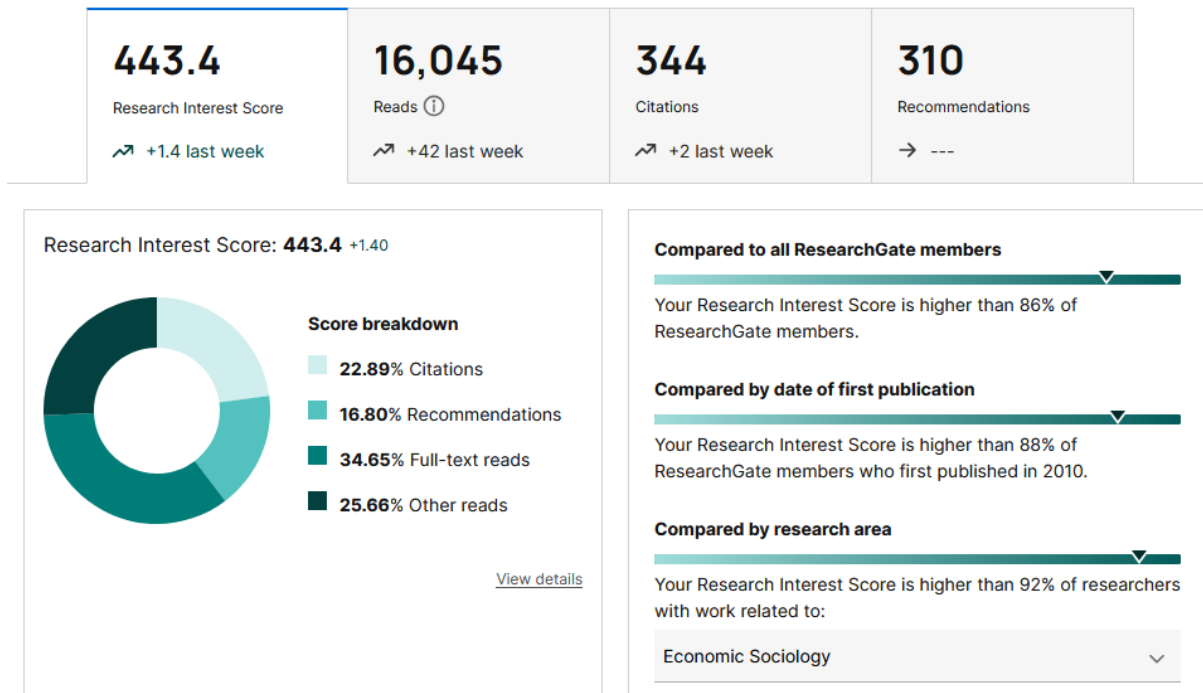 443.4
Research Interest Score
+1.4 last week
16,045
Reads
+42 last week
344
Citations
+2 last week
310
Recommendations
---
Research Interest Score: 443.4 +1.40
Score breakdown
22.89% Citations
16.80% Recommendations
34.65% Full-text reads
25.66% Other reads
View details
Compared to all ResearchGate members
Your Research Interest Score is higher than 86% of
ResearchGate members.
Compared by date of first publication
Your Research Interest Score is higher than 88% of
ResearchGate members who first published in 2010.
Compared by research area
Your Research Interest Score is higher than 92% of researchers
with work related to:
Economic Sociology